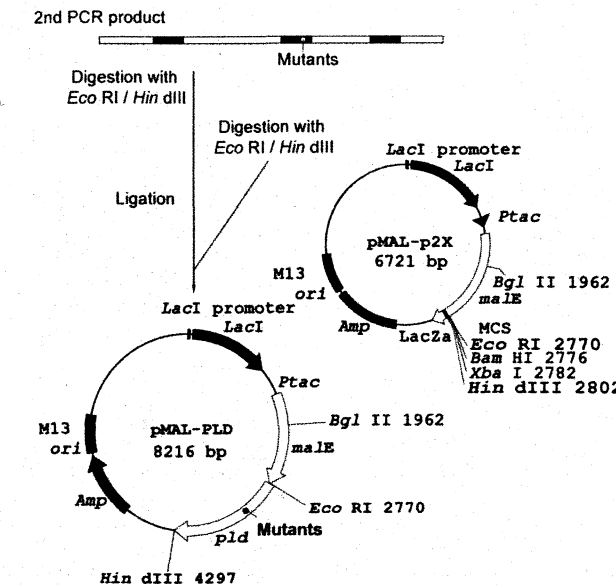 2nd PCR product
Mutants
Digestion with
Eco RI / Hin dIII
Digestion with
Eco RI / Hin dIII
Ligation
LacI promoter
LacI
Ptac
pMAL-p2X
6721 bp
Bgl II 1962
malE
M13
ori
Amp
LacZa
MCS
Eco RI 2770
Bam HI 2776
Xba I 2782
Hin dIII 2802
LacI promoter
LacI
Ptac
pMAL-PLD
8216 bp
Bgl II 1962
malE
M13
ori
Amp
Eco RI 2770
Mutants
pld
Hin dIII 4297